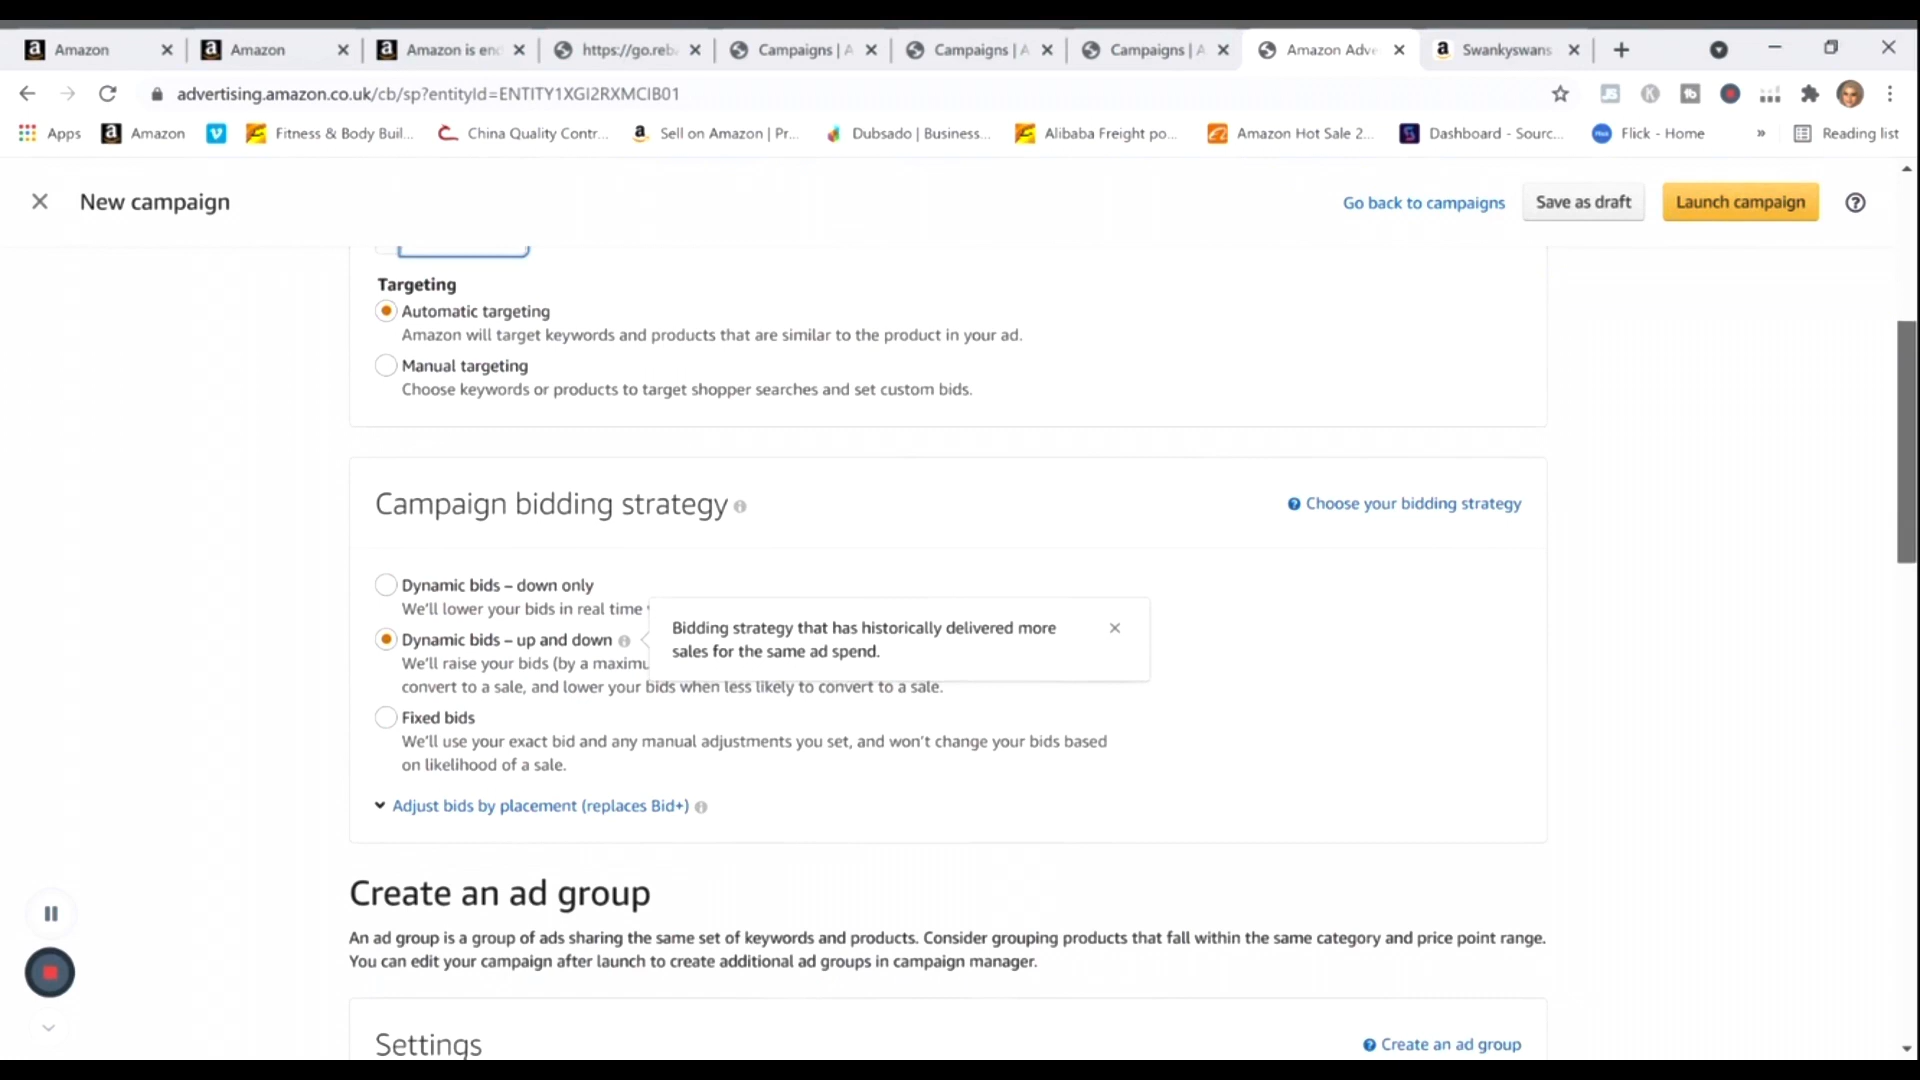 Amazon
Amazon
Amazon is en
https://go.reb
Campaigns | A
Campaigns | A
Campaigns | A
Amazon Adve
Swankyswans
advertising.amazon.co.uk/cb/sp?entityId=ENTITY1XGI2RXMCIB01
Apps
Amazon
Fitness & Body Buil...
China Quality Contr...
Sell on Amazon | Pr...
Dubsado | Business...
Alibaba Freight po...
Amazon Hot Sale 2...
Dashboard - Sourc...
Flick - Home
»
Reading list
New campaign
Go back to campaigns
Save as draft
Launch campaign
Targeting
Automatic targeting
Amazon will target keywords and products that are similar to the product in your ad.
Manual targeting
Choose keywords or products to target shopper searches and set custom bids.
Campaign bidding strategy
Choose your bidding strategy
Dynamic bids – down only
We'll lower your bids in real time
Dynamic bids – up and down
We'll raise your bids (by a maximu
convert to a sale, and lower your bids when less likely to convert to a sale.
Bidding strategy that has historically delivered more
sales for the same ad spend.
Fixed bids
We'll use your exact bid and any manual adjustments you set, and won't change your bids based
on likelihood of a sale.
Adjust bids by placement (replaces Bid+)
Create an ad group
An ad group is a group of ads sharing the same set of keywords and products. Consider grouping products that fall within the same category and price point range.
You can edit your campaign after launch to create additional ad groups in campaign manager.
Settings
Create an ad group